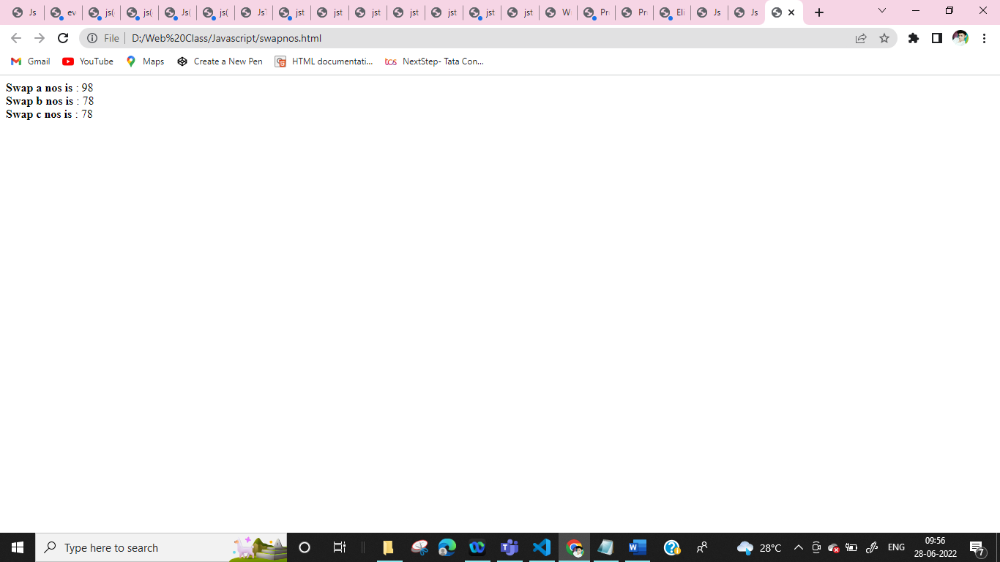 Js ev js( js( Js( js( Js jst jst jst jst jst jst jst W Pr Pr Eli Js Js
File D:/Web%20Class/Javascript/swapnos.html
Gmail YouTube Maps Create a New Pen HTML documentati... tcs NextStep- Tata Con...
Swap a nos is : 98
Swap b nos is : 78
Swap c nos is : 78
Type here to search 28°C ENG 09:56
28-06-2022 7